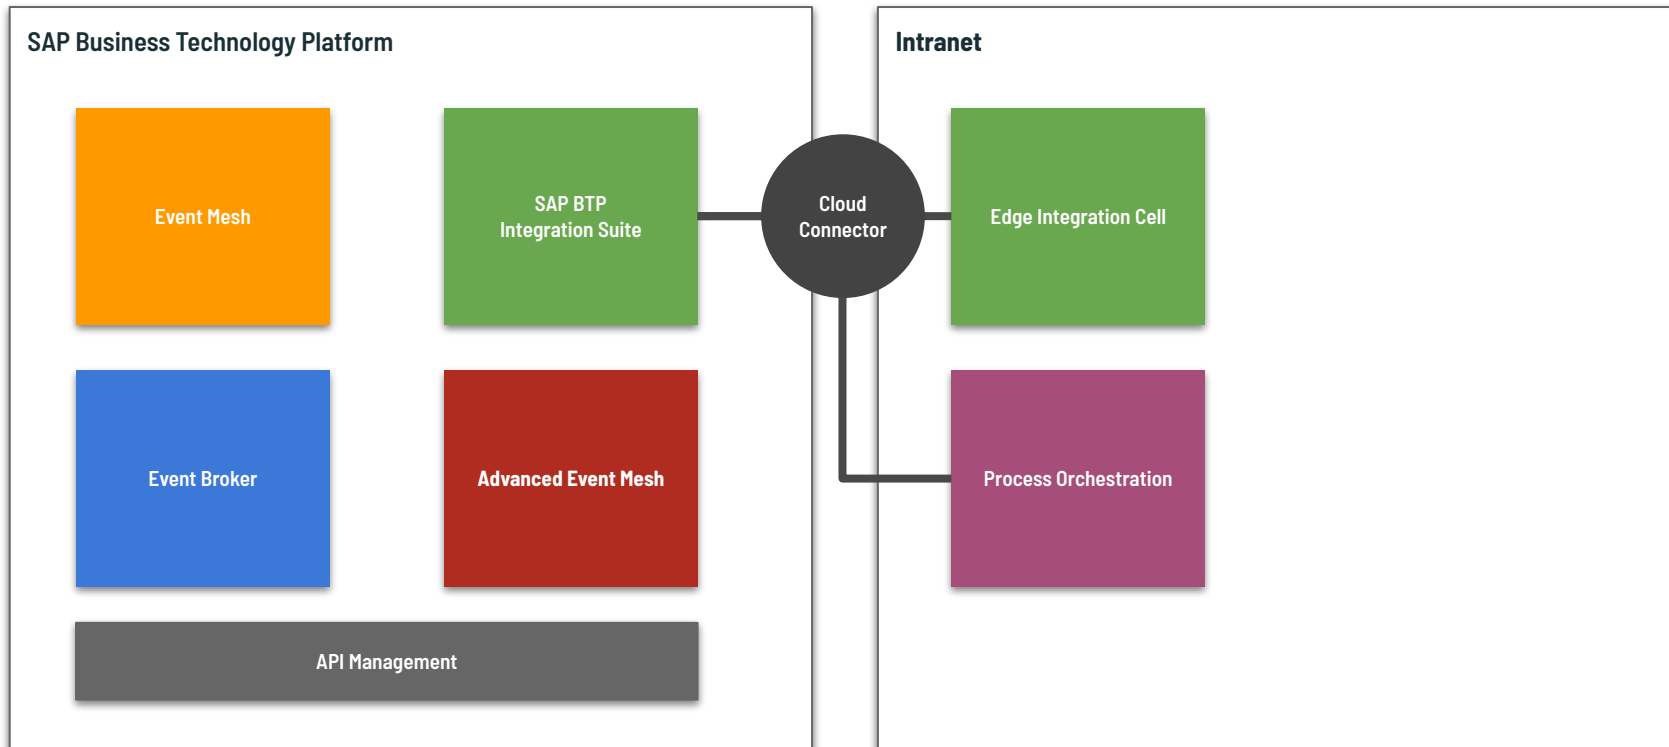 SAP Business Technology Platform
Event Mesh
SAP BTP
Integration Suite
Event Broker
Advanced Event Mesh
API Management
Cloud
Connector
Intranet
Edge Integration Cell
Process Orchestration